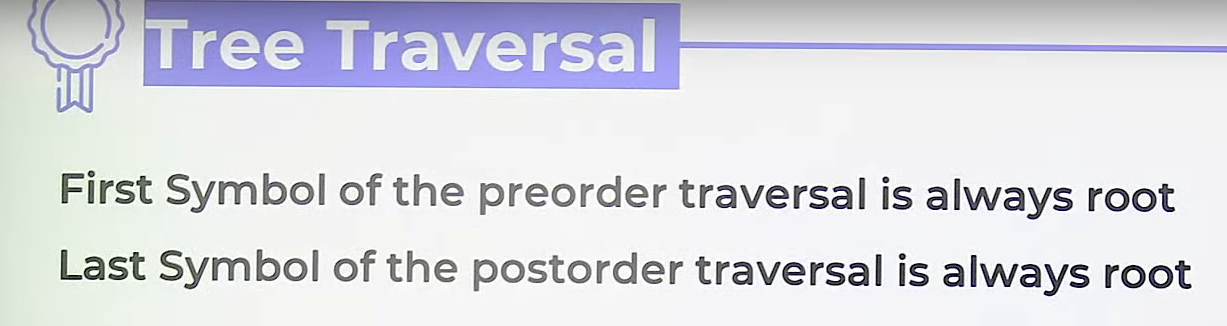 Tree Traversal
First Symbol of the preorder traversal is always root
Last Symbol of the postorder traversal is always root